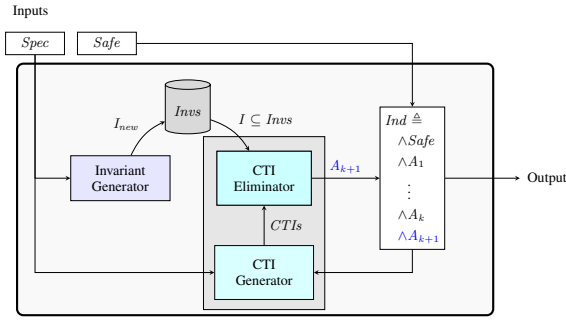 Inputs
Spec
Safe
Invs
I_new
I ⊆ Invs
Ind ≜
∧Safe
∧A_1
⋮
∧A_k
∧A_{k+1}
Invariant
Generator
CTI
Eliminator
A_{k+1}
Output
CTIs
CTI
Generator